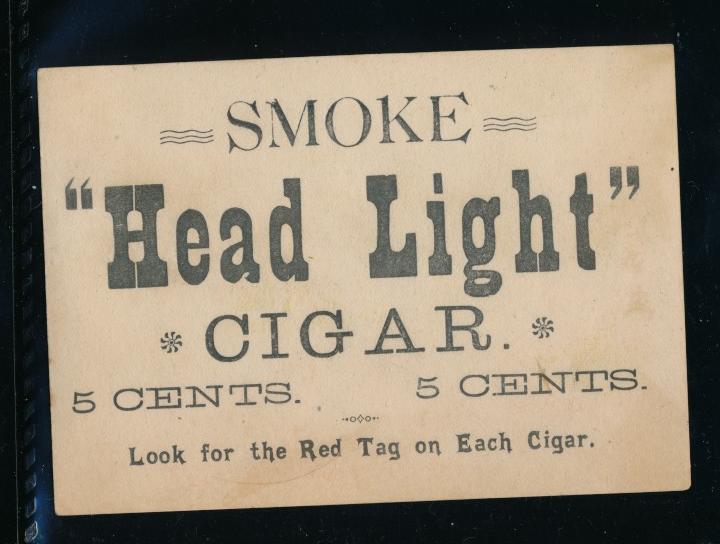 SMOKE
"Head Light"
CIGAR.
5 CENTS. 5 CENTS.
Look for the Red Tag on Each Cigar.